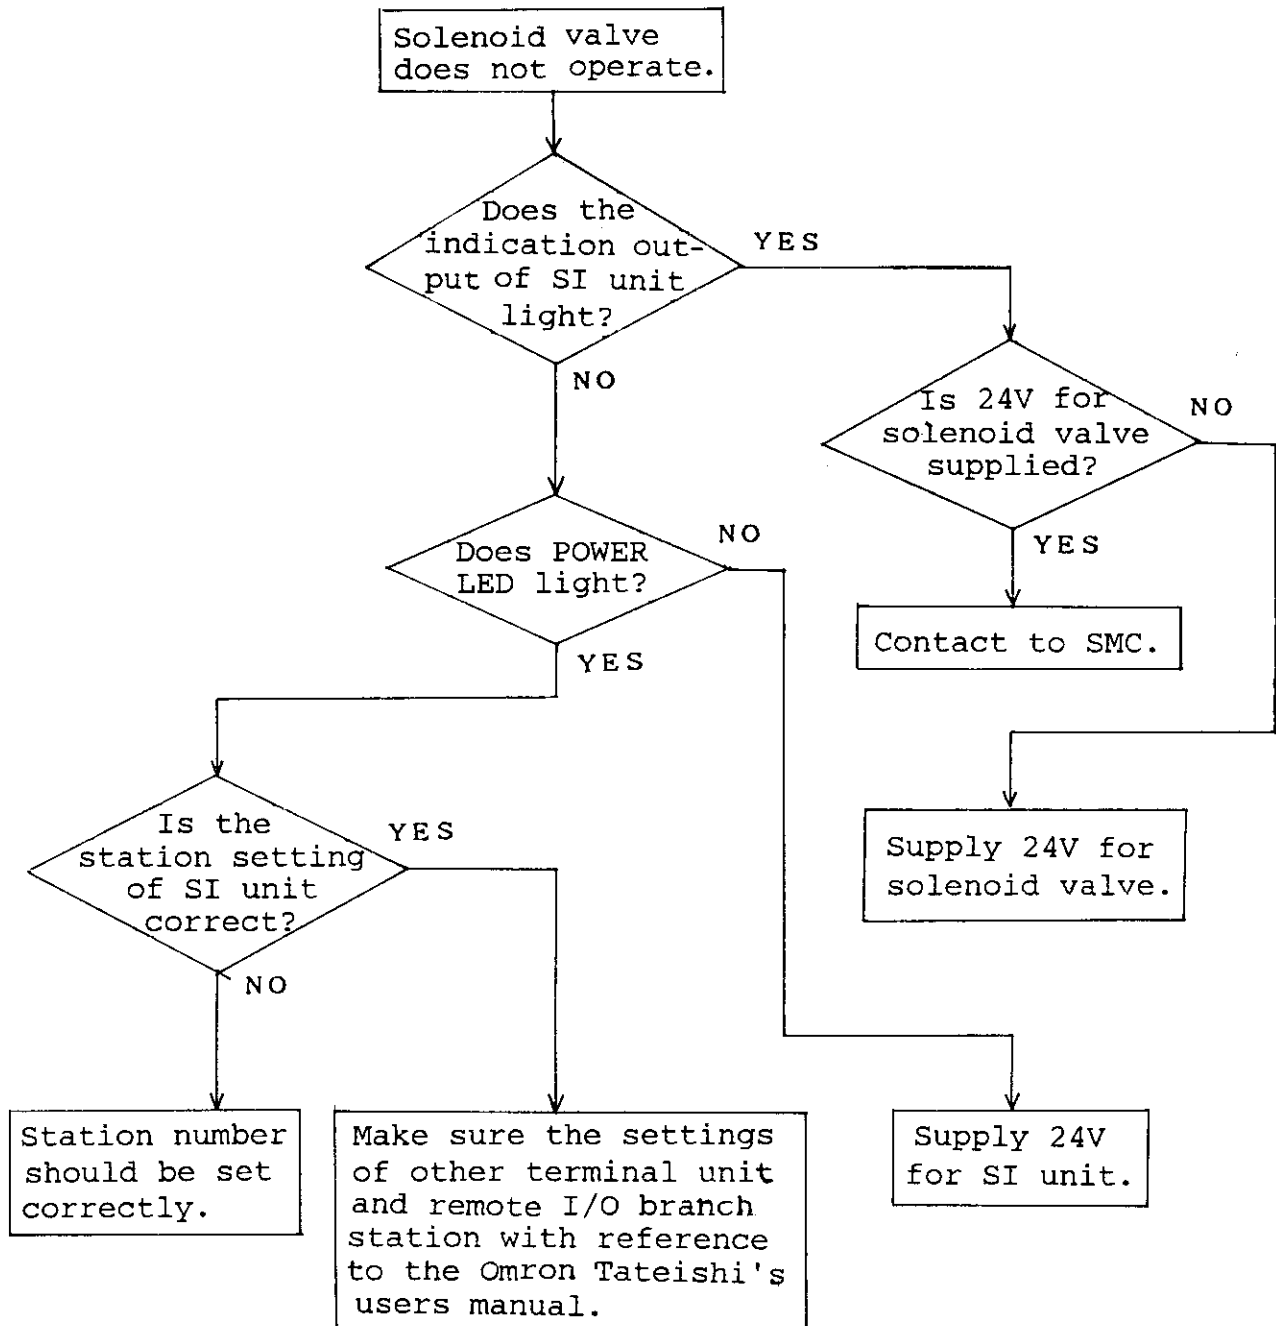 Solenoid valve
does not operate.
Does the
indication out-
put of SI unit
light?
YES
NO
Is 24V for
solenoid valve
supplied?
NO
YES
Does POWER
LED light?
NO
YES
Contact to SMC.
Is the
station setting
of SI unit
correct?
YES
NO
Supply 24V for
solenoid valve.
Station number
should be set
correctly.
Make sure the settings
of other terminal unit
and remote I/O branch
station with reference
to the Omron Tateishi's
users manual.
Supply 24V
for SI unit.